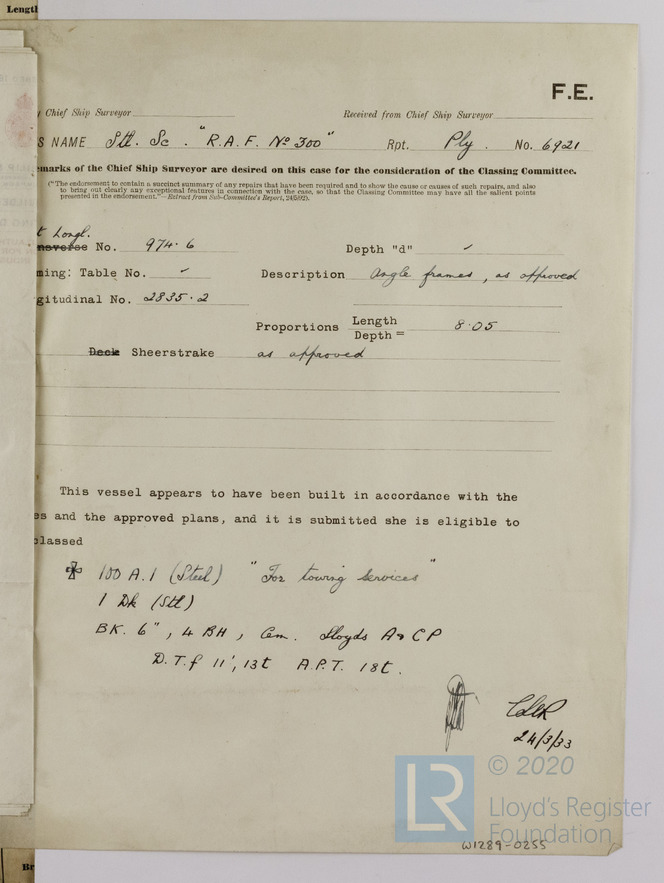 Length
F.E.
Chief Ship Surveyor Received from Chief Ship Surveyor
S NAME Stl. Sc. "R.A.F. No 300" Rpt. Ply. No. 6921
emarks of the Chief Ship Surveyor are desired on this case for the consideration of the Classing Committee.
("The endorsement to contain a succinct summary of any repairs that have been required and to show the cause or causes of such repairs, and also
to bring out clearly any exceptional features in connection with the case, so that the Classing Committee may have all the salient points
presented in the endorsement."—Extract from Sub-Committee's Report, 24/5/92).
t Longl.
nsverse No. 974.6 Depth "d" ✓
ming: Table No. ✓ Description Angle frames, as approved
gitudinal No. 2835.2
Proportions Length
Depth = 8.05
Deck Sheerstrake as approved
This vessel appears to have been built in accordance with the
es and the approved plans, and it is submitted she is eligible to
classed
✠ 100 A.1 (Steel) "For towing services"
1 Dk (Stl)
BK. 6", 4 BH, Cem. Lloyds A & CP
D.T.f 11', 13t A.P.T. 18t.
24/3/33
LR
© 2020
Lloyd's Register
Foundation
W1289-0255
Br